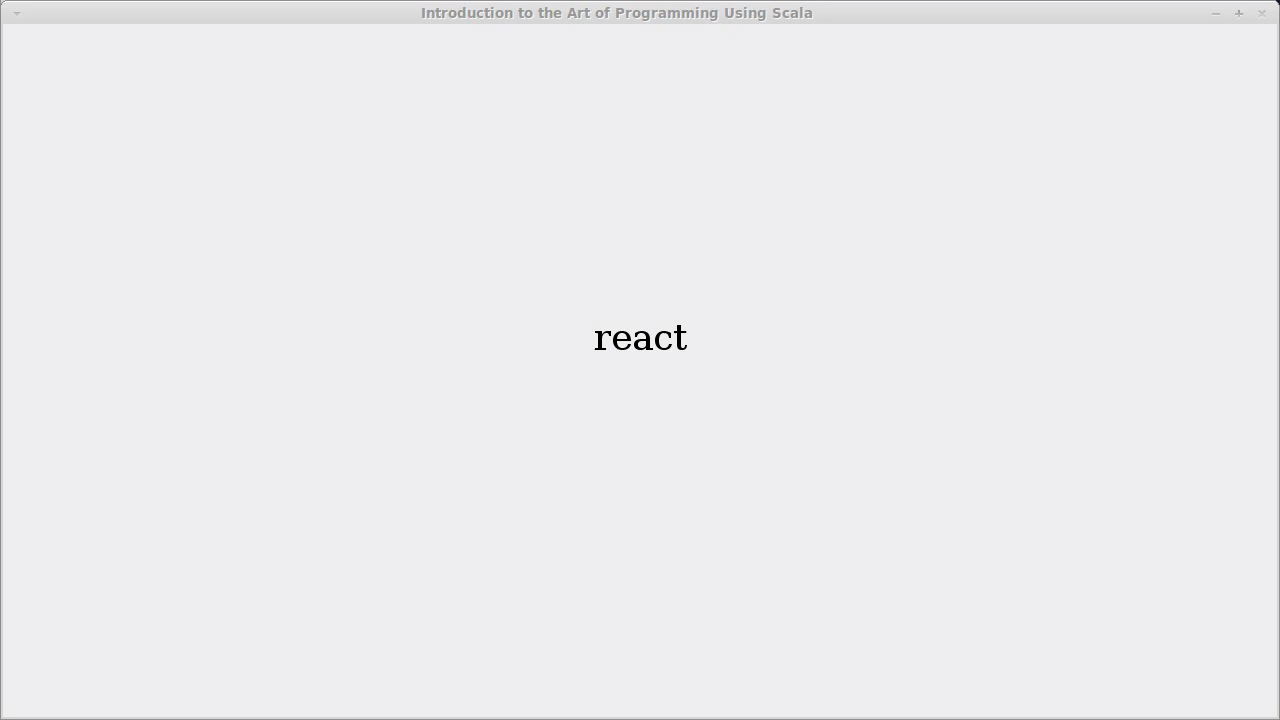 Introduction to the Art of Programming Using Scala
react